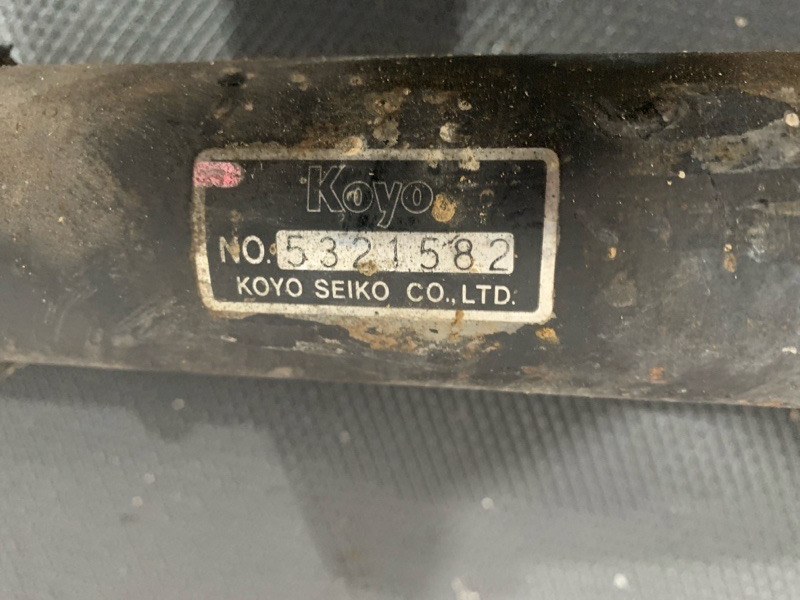 Koyo
NO. 5321582
KOYO SEIKO CO., LTD.